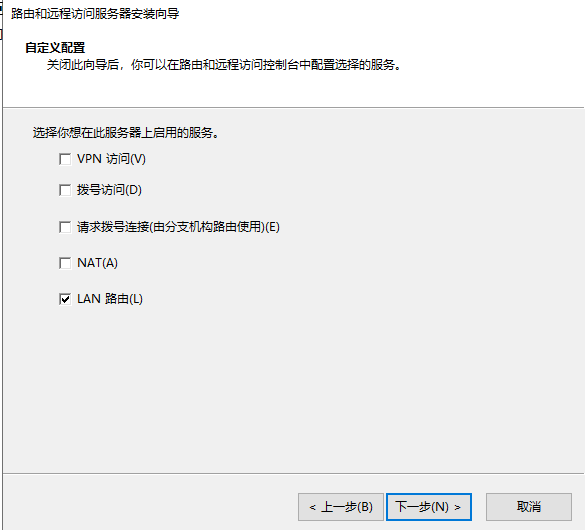 路由和远程访问服务器安装向导
自定义配置
关闭此向导后，你可以在路由和远程访问控制台中配置选择的服务。
选择你想在此服务器上启用的服务。
VPN 访问(V)
拨号访问(D)
请求拨号连接(由分支机构路由使用)(E)
NAT(A)
LAN 路由(L)
< 上一步(B)
下一步(N) >
取消